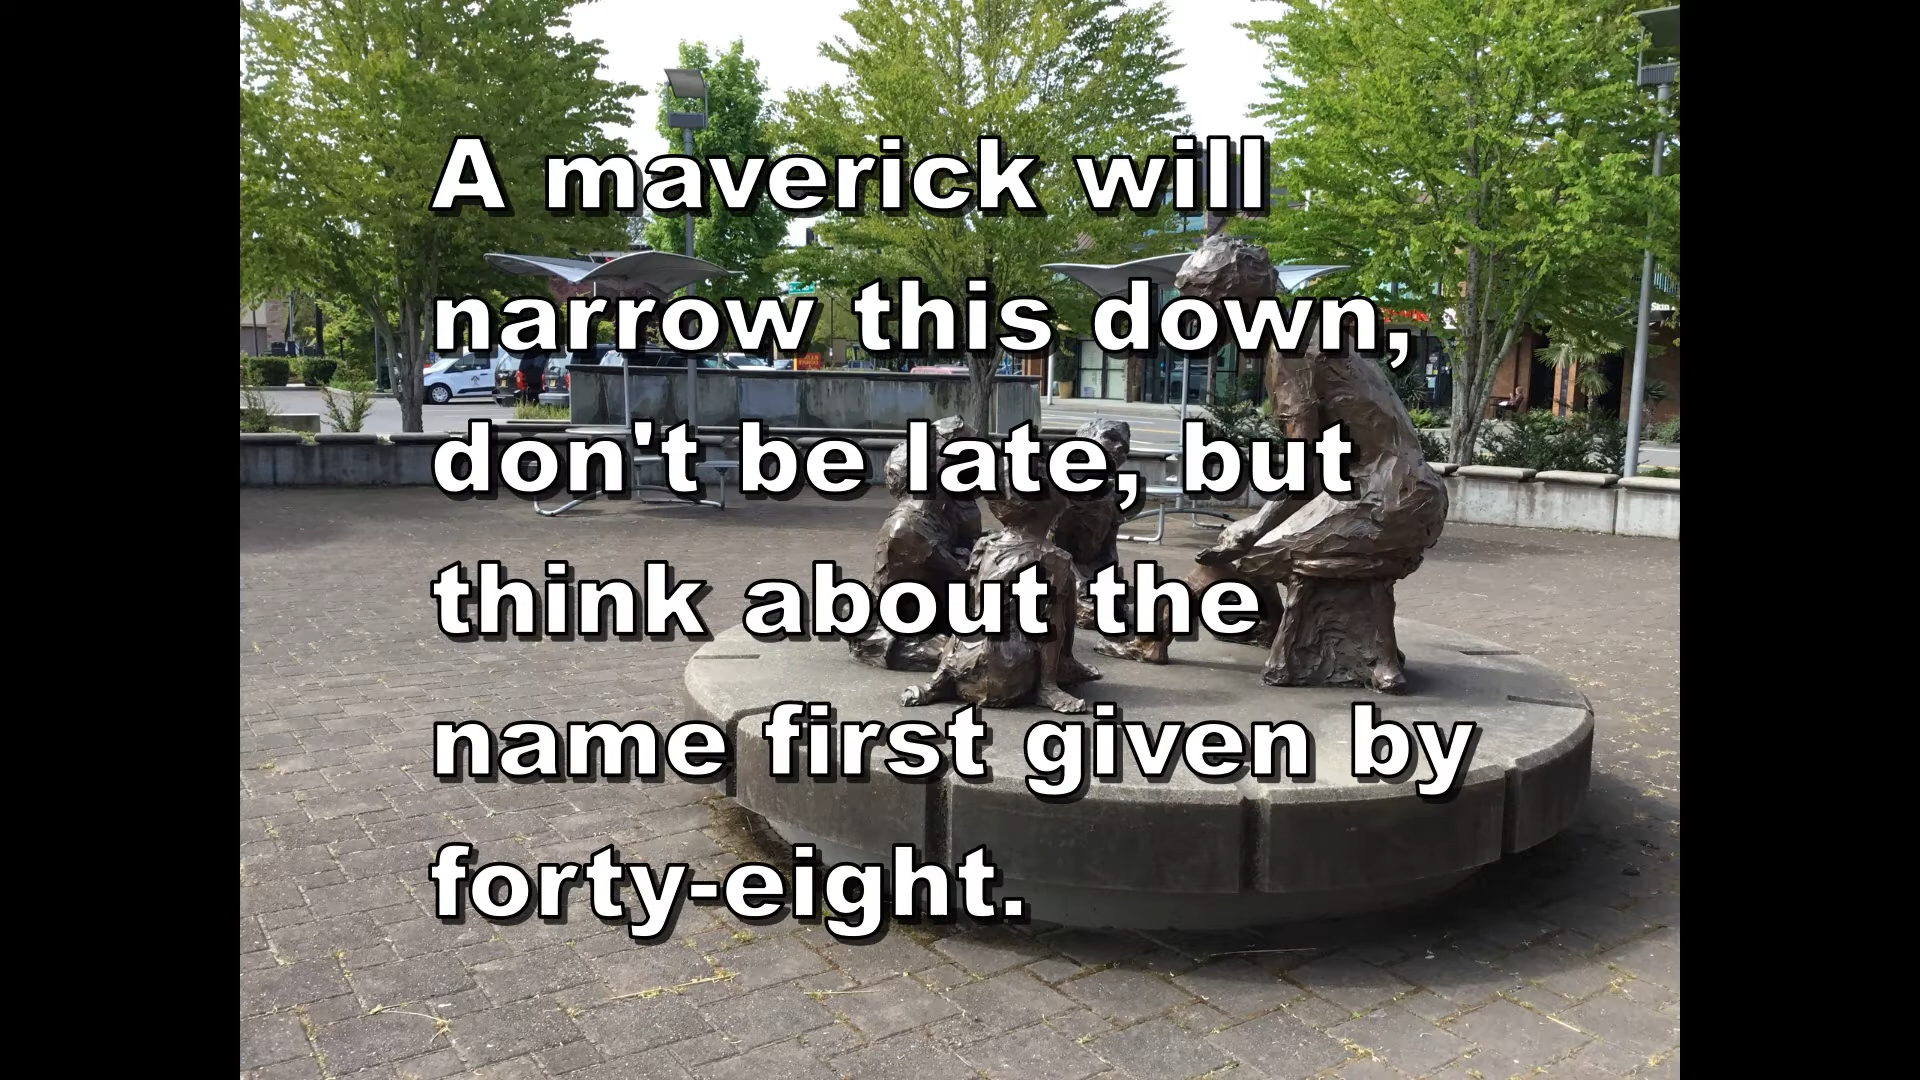 A maverick will
narrow this down,
don't be late, but
think about the
name first given by
forty-eight.